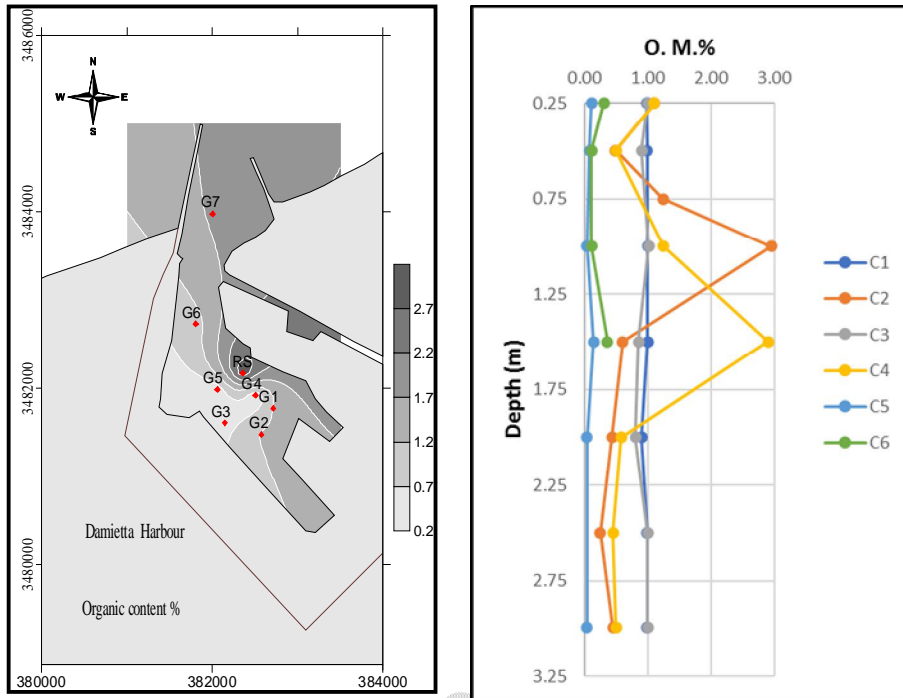 3486000
3484000
3482000
3480000
N
W E
S
G7
G6
RS
G5
G4
G1
G3
G2
2.7
2.2
1.7
1.2
0.7
0.2
Damietta Harbour
Organic content %
380000 382000 384000
O. M.%
0.00 1.00 2.00 3.00
Depth (m)
0.25
0.75
1.25
1.75
2.25
2.75
3.25
C1
C2
C3
C4
C5
C6